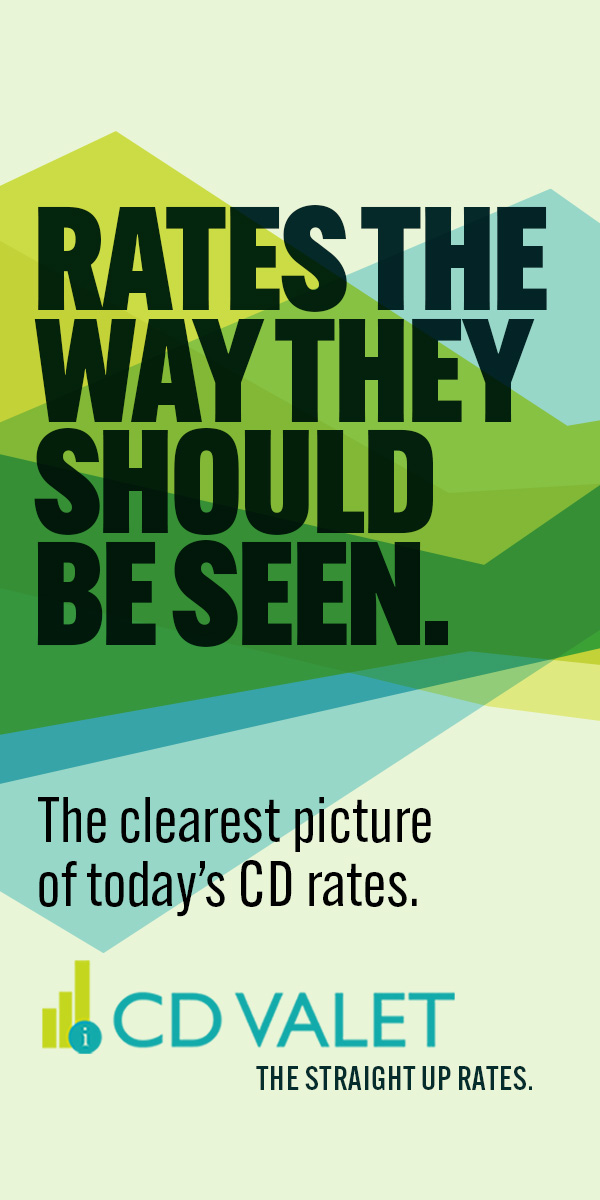 RATES THE
WAY THEY
SHOULD
BE SEEN.
The clearest picture
of today’s CD rates.
i CD VALET
THE STRAIGHT UP RATES.